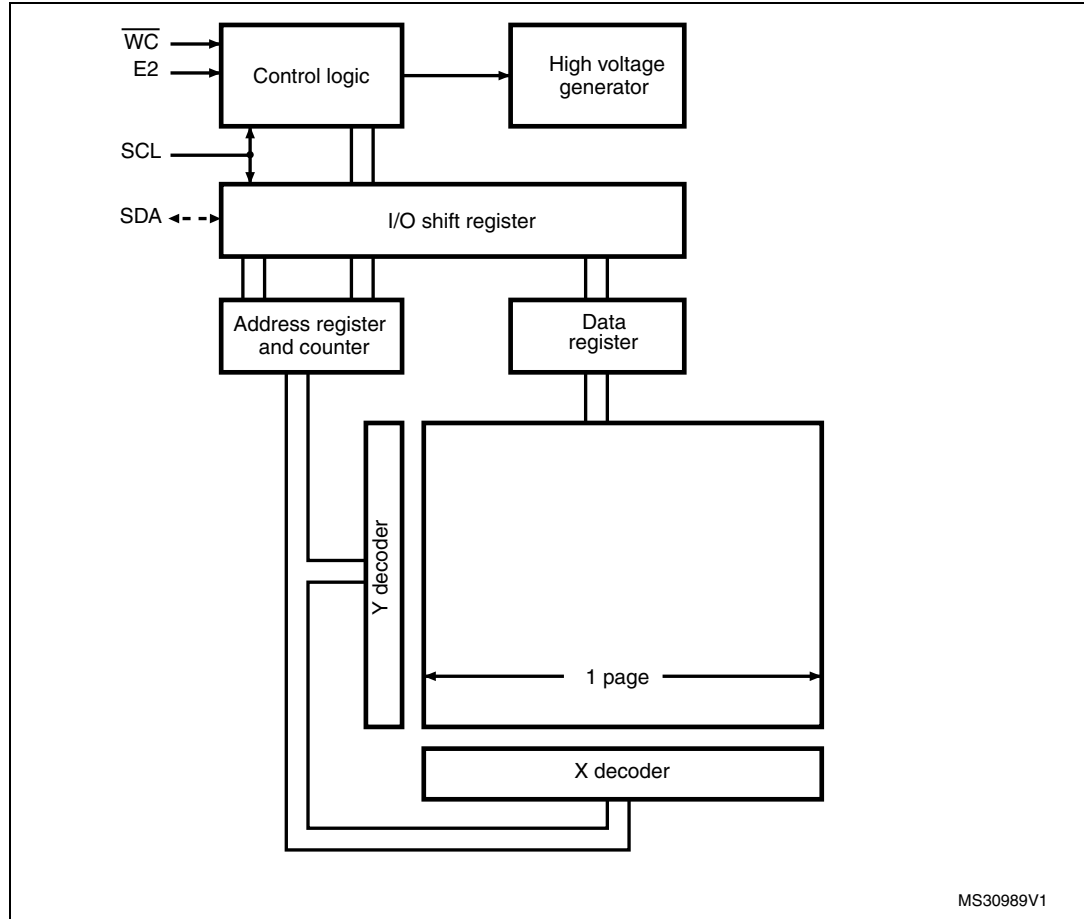 W̅C̅
E2
Control logic
High voltage
generator
SCL
SDA
I/O shift register
Address register
and counter
Data
register
Y decoder
1 page
X decoder
MS30989V1